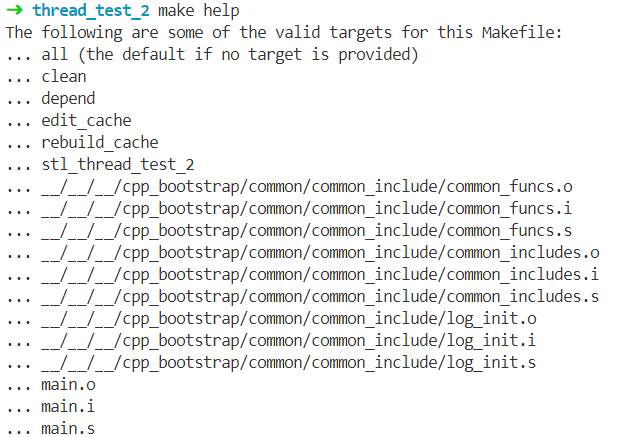 → thread_test_2 make help
The following are some of the valid targets for this Makefile:
... all (the default if no target is provided)
... clean
... depend
... edit_cache
... rebuild_cache
... stl_thread_test_2
... __/__/__/cpp_bootstrap/common/common_include/common_funcs.o
... __/__/__/cpp_bootstrap/common/common_include/common_funcs.i
... __/__/__/cpp_bootstrap/common/common_include/common_funcs.s
... __/__/__/cpp_bootstrap/common/common_include/common_includes.o
... __/__/__/cpp_bootstrap/common/common_include/common_includes.i
... __/__/__/cpp_bootstrap/common/common_include/common_includes.s
... __/__/__/cpp_bootstrap/common/common_include/log_init.o
... __/__/__/cpp_bootstrap/common/common_include/log_init.i
... __/__/__/cpp_bootstrap/common/common_include/log_init.s
... main.o
... main.i
... main.s